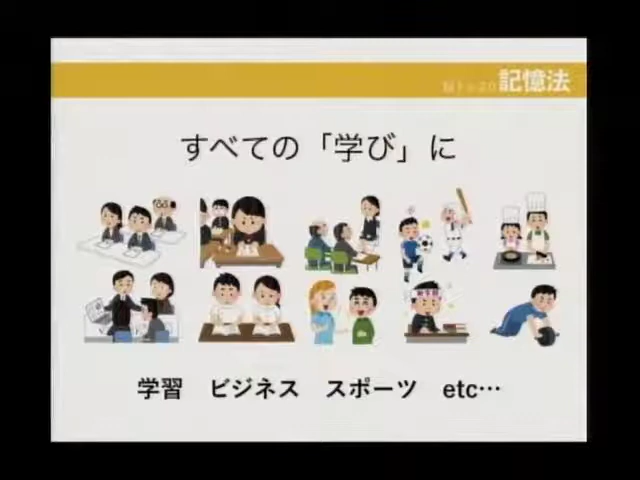 記憶法
すべての「学び」に
学習 ビジネス スポーツ etc…